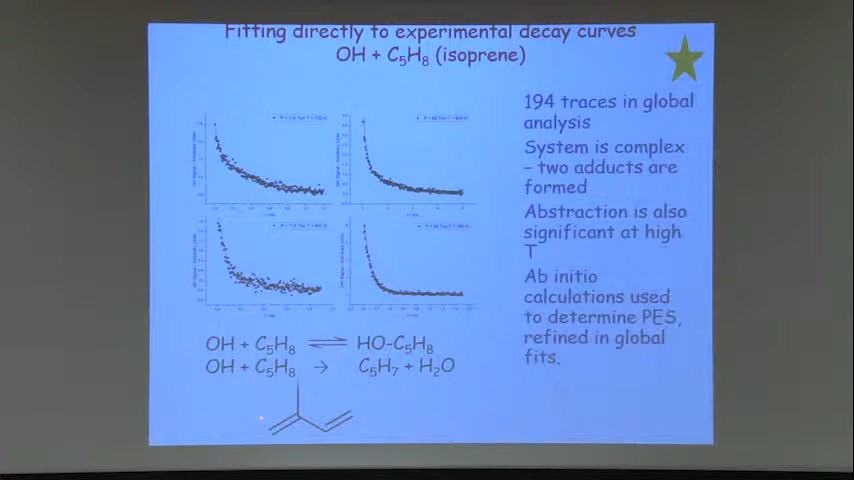 Fitting directly to experimental decay curves
OH + C₅H₈ (isoprene)
194 traces in global
analysis
System is complex
– two adducts are
formed
Abstraction is also
significant at high
T
Ab initio
calculations used
to determine PES,
refined in global
fits.
OH + C₅H₈ ⇌ HO-C₅H₈
OH + C₅H₈ → C₅H₇ + H₂O